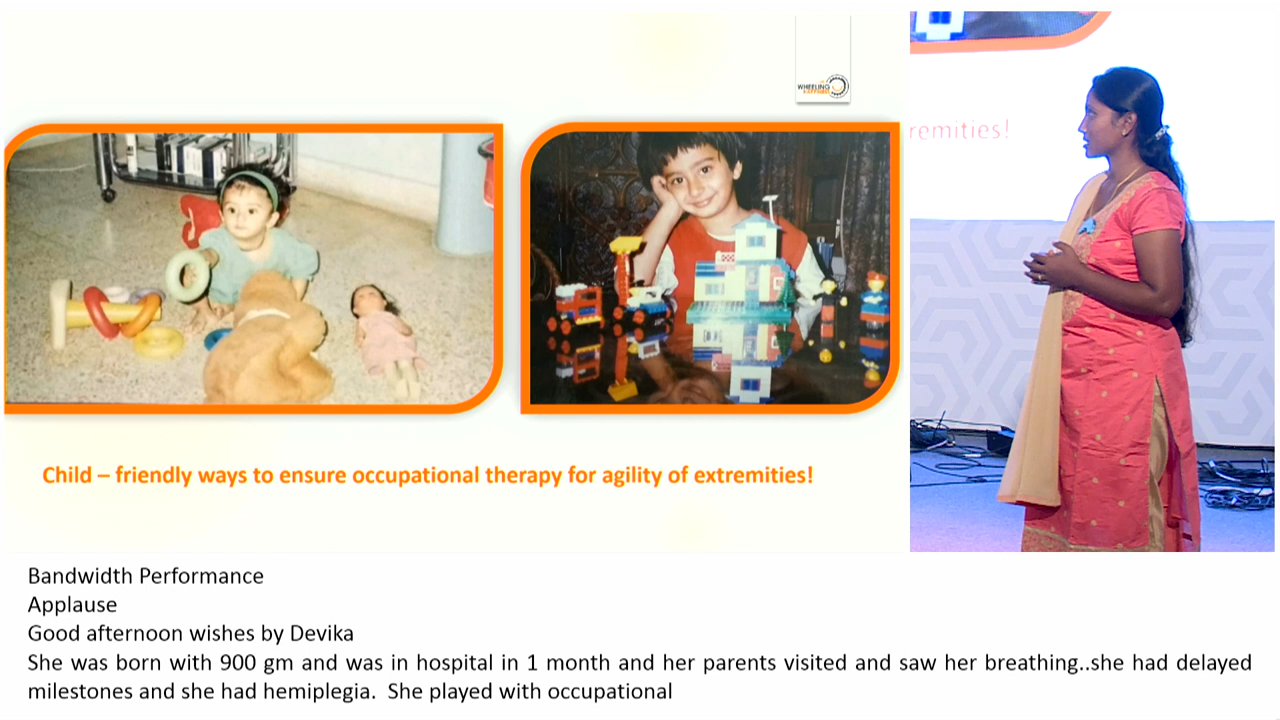 WHEELING
HAPPINESS
remities!
Child – friendly ways to ensure occupational therapy for agility of extremities!
Bandwidth Performance
Applause
Good afternoon wishes by Devika
She was born with 900 gm and was in hospital in 1 month and her parents visited and saw her breathing..she had delayed
milestones and she had hemiplegia. She played with occupational